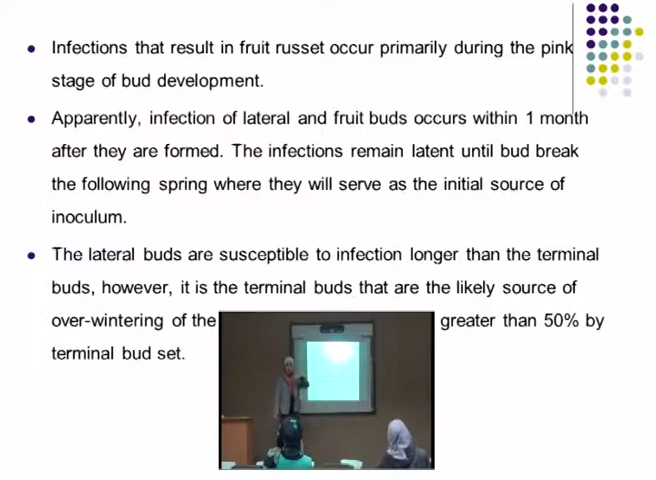 Infections that result in fruit russet occur primarily during the pink
stage of bud development.
Apparently, infection of lateral and fruit buds occurs within 1 month
after they are formed. The infections remain latent until bud break
the following spring where they will serve as the initial source of
inoculum.
The lateral buds are susceptible to infection longer than the terminal
buds, however, it is the terminal buds that are the likely source of
over-wintering of the greater than 50% by
terminal bud set.